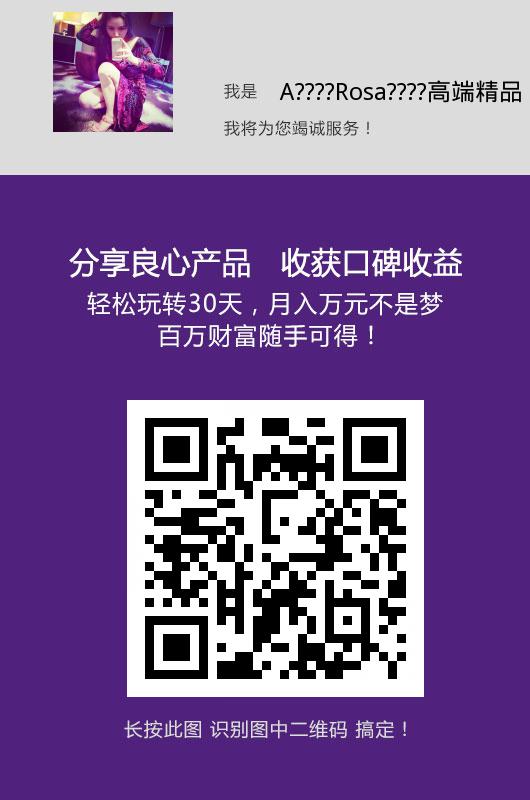 我是 A????Rosa????高端精品
我将为您竭诚服务！
分享良心产品 收获口碑收益
轻松玩转30天，月入万元不是梦
百万财富随手可得！
长按此图 识别图中二维码 搞定！